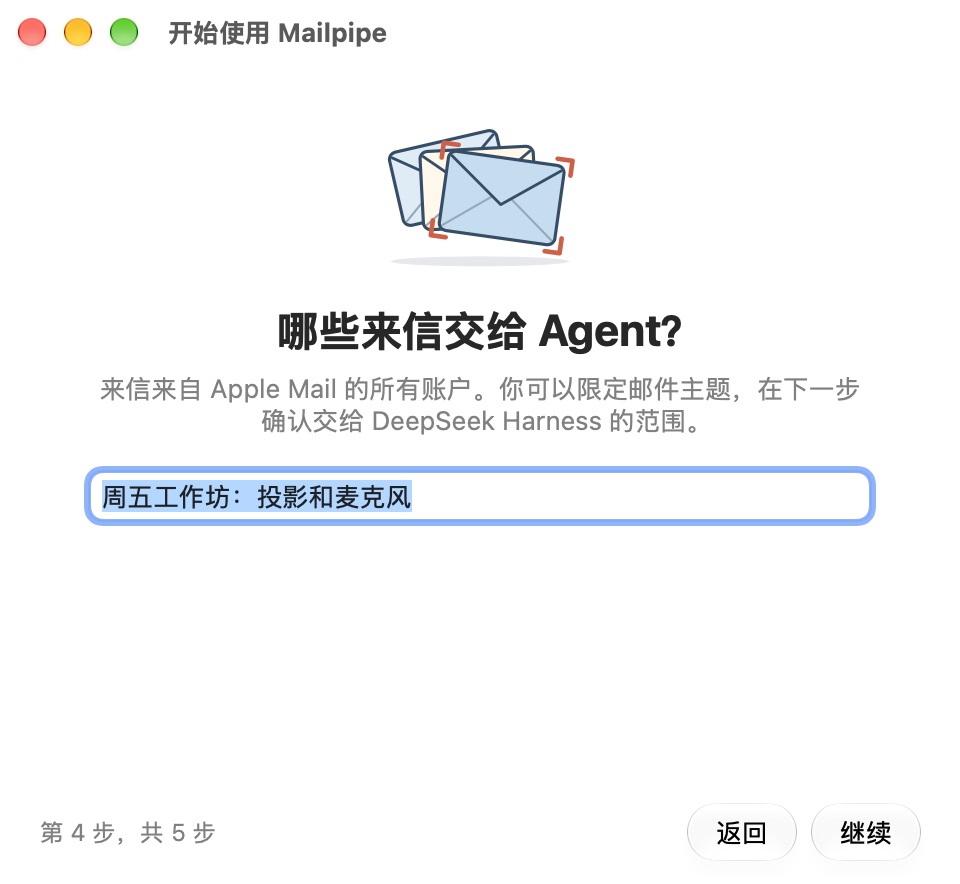 开始使用 Mailpipe
哪些来信交给 Agent?
来信来自 Apple Mail 的所有账户。你可以限定邮件主题，在下一步
确认交给 DeepSeek Harness 的范围。
周五工作坊：投影和麦克风
第 4 步，共 5 步
返回
继续